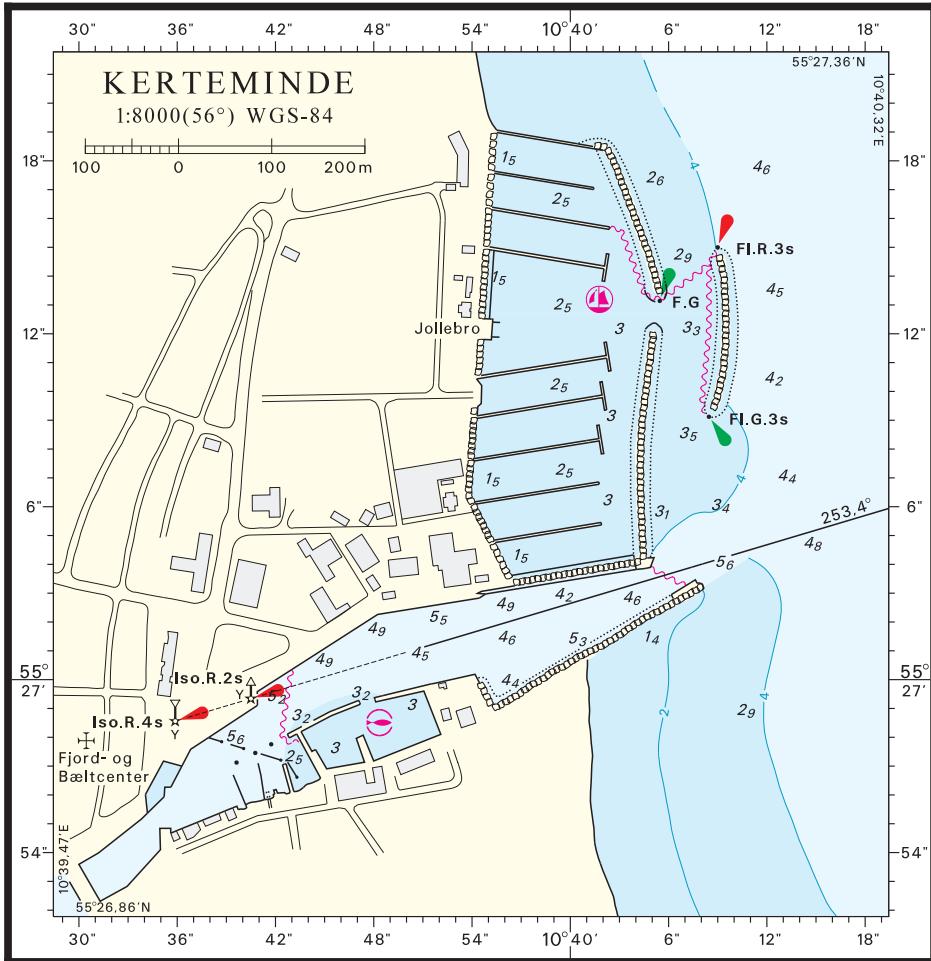 30" 36" 42" 48" 54" 10°40' 6" 12"
KERTEMINDE
1:8000(56°) WGS-84
100 0 100 200m
55°27,36'N
10°40,32'E
18" 18"
1₅
2₆
4₆
2₅
2₉
Fl.R.3s
1₅
F.G
4₅
2₅
Jollebro
3
3₃
12" 12"
4₂
2₅
3
Fl.G.3s
3₅
4
4
2₅
4₄
3
3₄
3₁
6" 6"
253,4°
1₅
4₈
5₆
4₂
4₆
4₉
5₅
4₉
4₆
5₃
1₄
4₉
4₅
4₄
55° 55°
27' 27'
Iso.R.2s
Y
5₂
3₂
3₂
3
2
4
2₉
Iso.R.4s
Y
5₆
3
2₅
Fjord- og
Bæltcenter
54" 54"
10°39,47'E
55°26,86'N
30" 36" 42" 48" 54" 10°40' 6" 12"